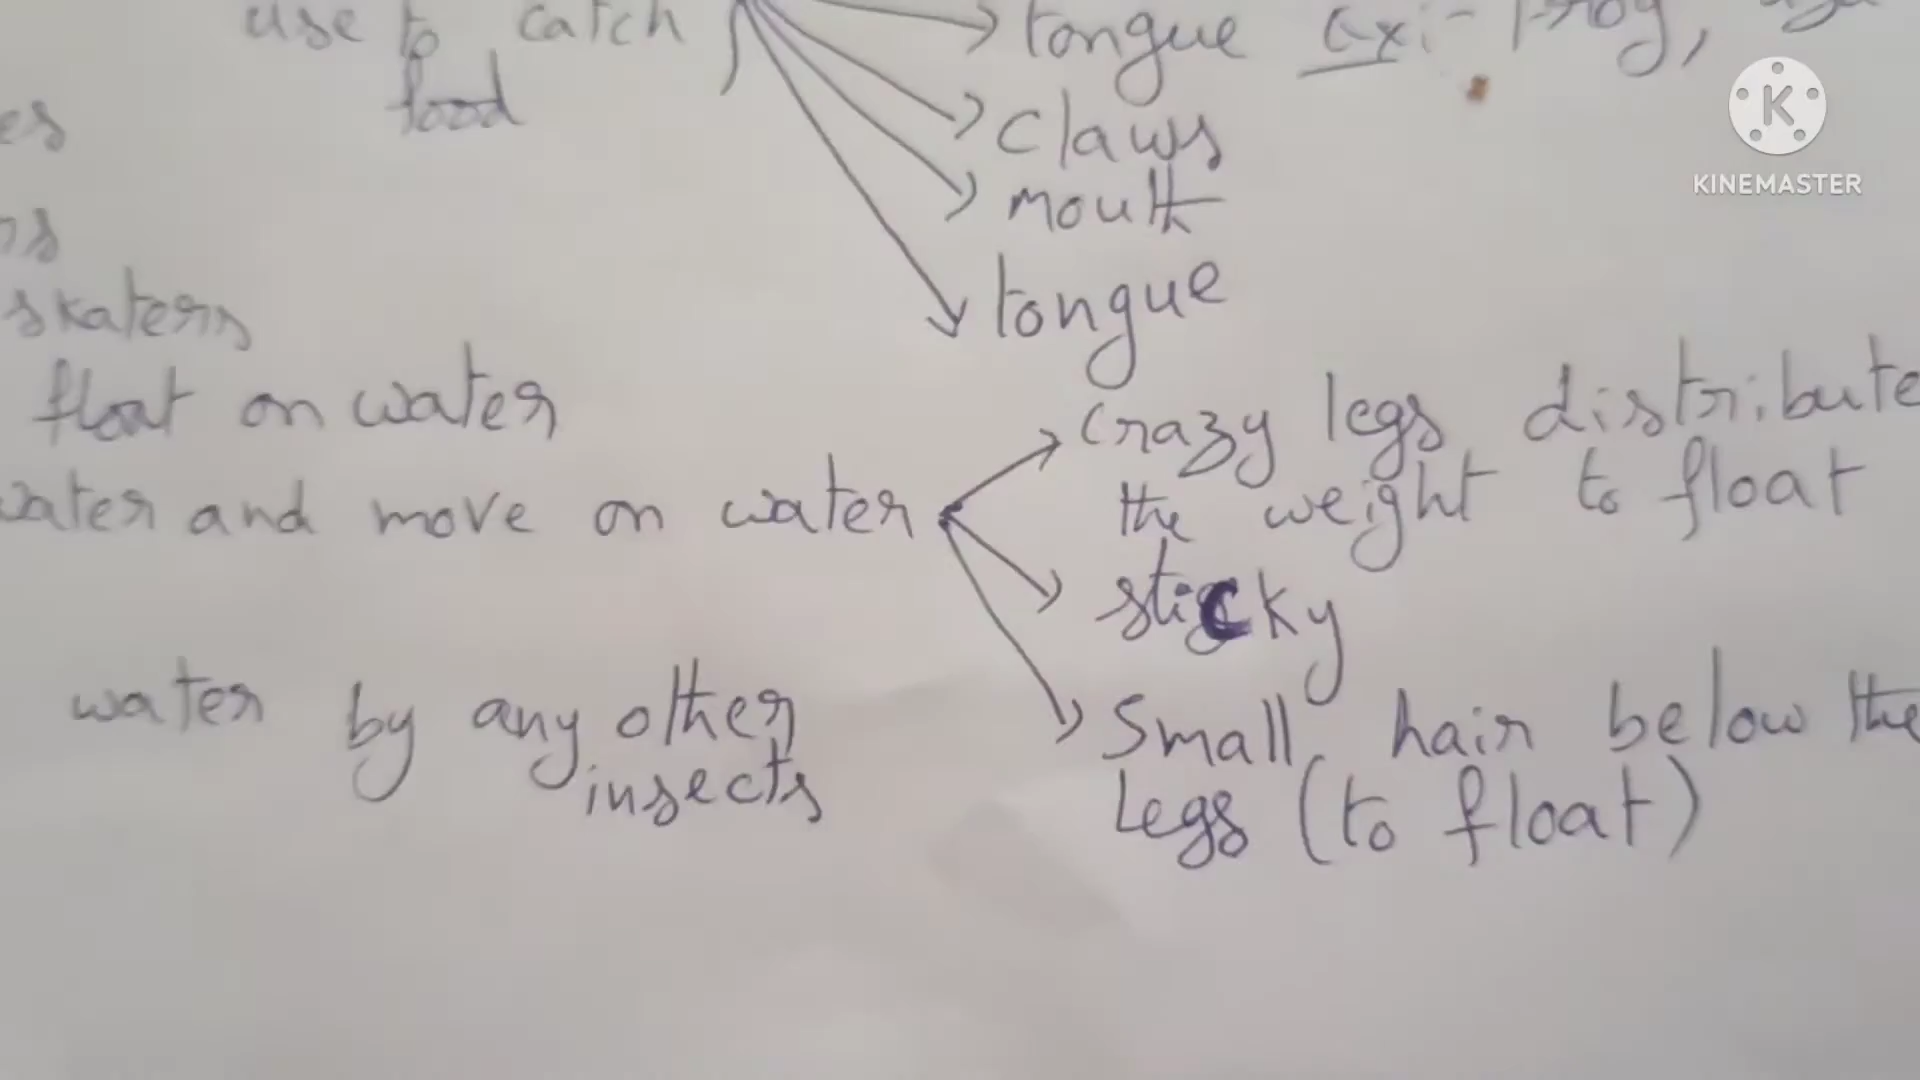 use to catch
food
tongue Ex:- Frog,
claws
mouth
tongue
es
ns
skaters
float on water
water and move on water
crazy legs distribute
the weight to float
sticky
small hair below the
Legs (to float)
water by any other
insects
K
KINEMASTER